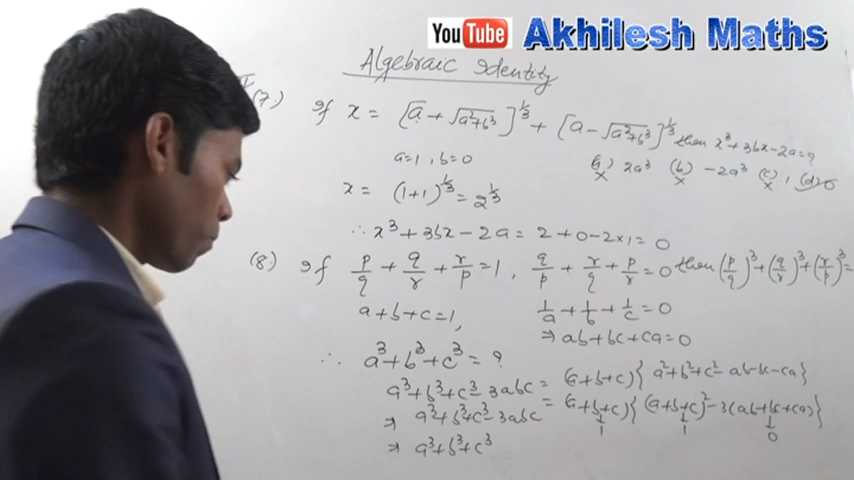 YouTube Akhilesh Maths
Algebraic Identity
(7) If x = [a + √a²+b³]^1/3 + [a − √a²+b³]^1/3 then x³+3bx−2a=?
a=1, b=0
(a) 2a³ (b) −2a³ (c) 1 (d) 0
x = (1+1)^1/3 = 2^1/3
∴ x³+3bx−2a = 2+0−2×1=0
(8) If p/q + q/r + r/p = 1, q/p + r/q + p/r = 0 then (p/q)³+(q/r)³+(r/p)³=
a+b+c=1, 1/a+1/b+1/c=0
⇒ ab+bc+ca=0
∴ a³+b³+c³=?
a³+b³+c³−3abc = (a+b+c){a²+b²+c²−ab−bc−ca}
⇒ a³+b³+c³−3abc = (a+b+c){(a+b+c)²−3(ab+bc+ca)}
↓ ↓ ↓
1 1 0
⇒ a³+b³+c³